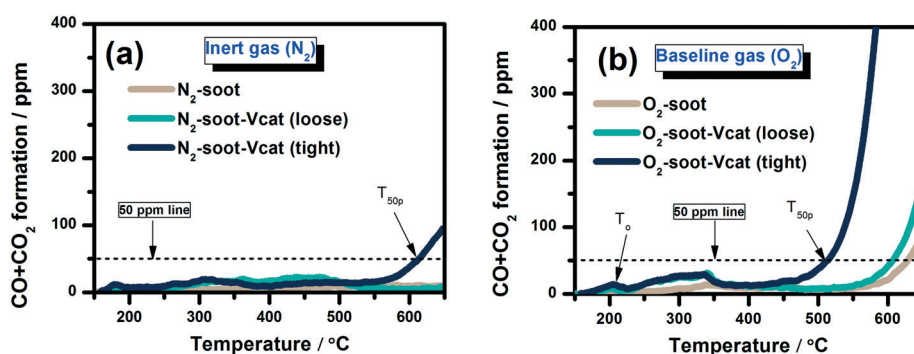 (a)
Inert gas (N₂)
N₂-soot
N₂-soot-Vcat (loose)
N₂-soot-Vcat (tight)
50 ppm line
T₅₀ₚ
CO+CO₂ formation / ppm
400
300
200
100
0
200 300 400 500 600
Temperature / °C
(b)
Baseline gas (O₂)
O₂-soot
O₂-soot-Vcat (loose)
O₂-soot-Vcat (tight)
Tₒ
50 ppm line
T₅₀ₚ
CO+CO₂ formation / ppm
400
300
200
100
0
200 300 400 500 600
Temperature / °C